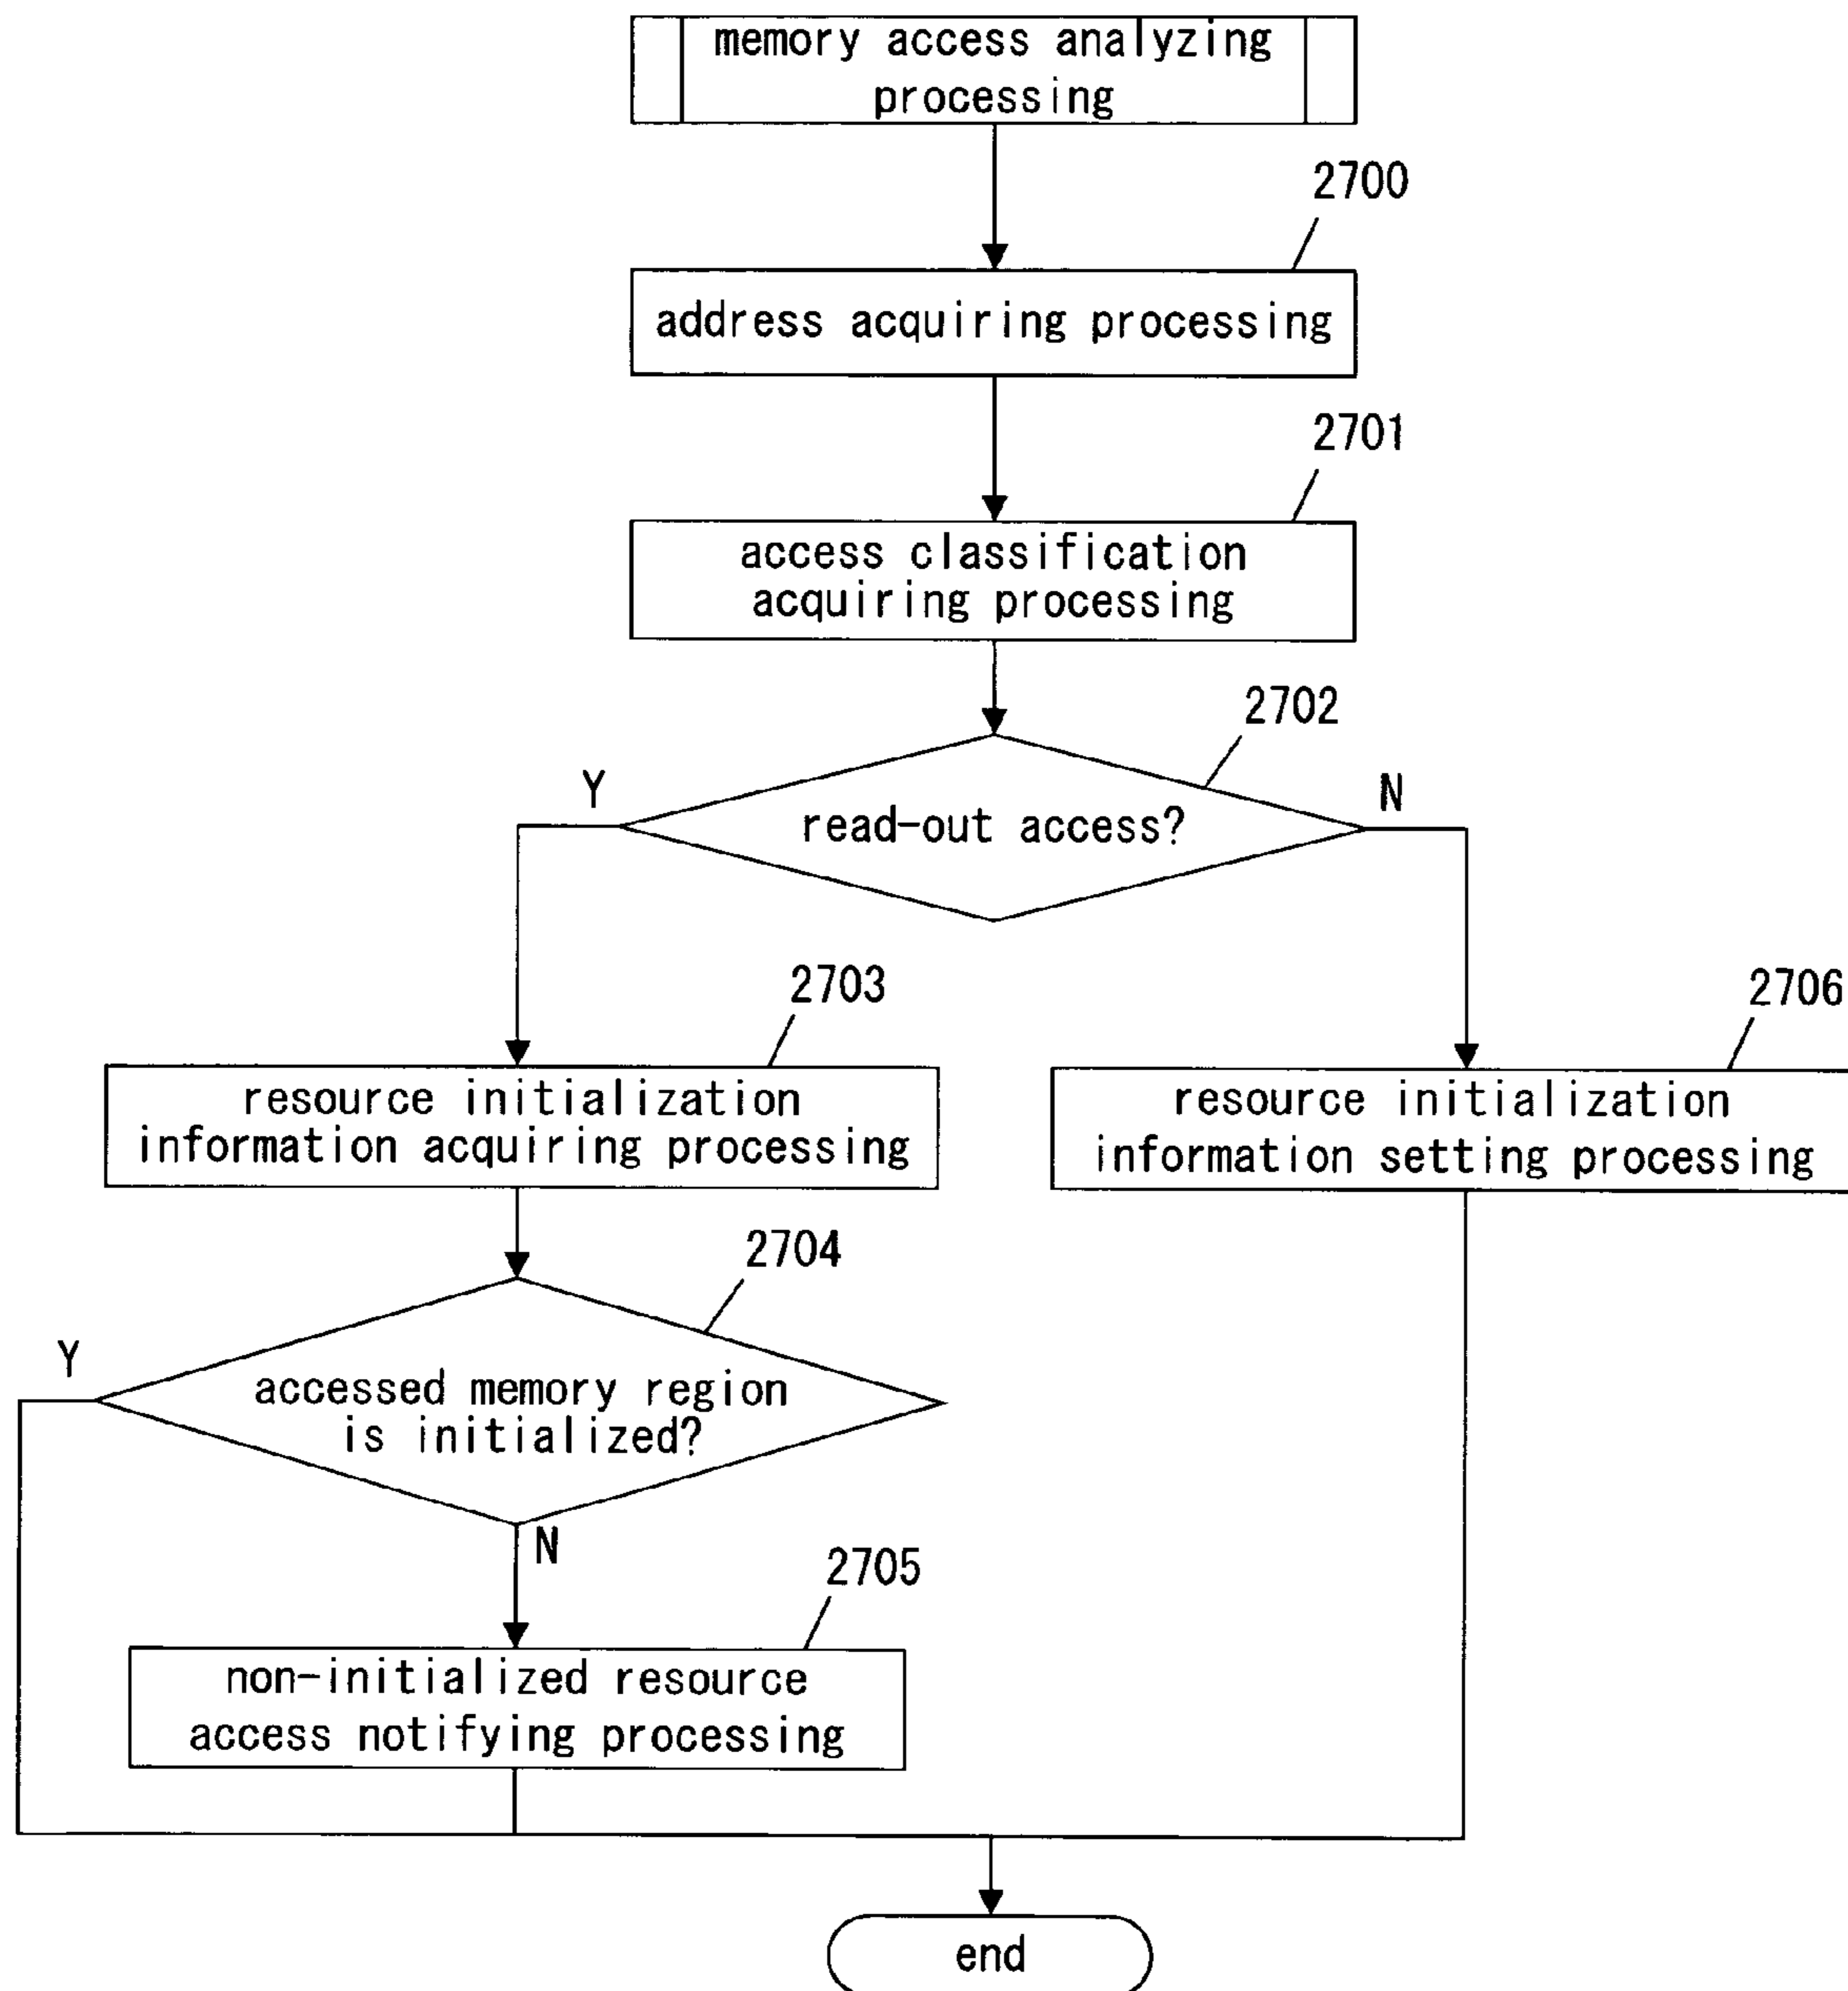 memory access analyzing
processing
2700
address acquiring processing
2701
access classification
acquiring processing
2702
Y
N
read-out access?
2703
2706
resource initialization
information acquiring processing
resource initialization
information setting processing
2704
Y
accessed memory region
is initialized?
N
2705
non-initialized resource
access notifying processing
end